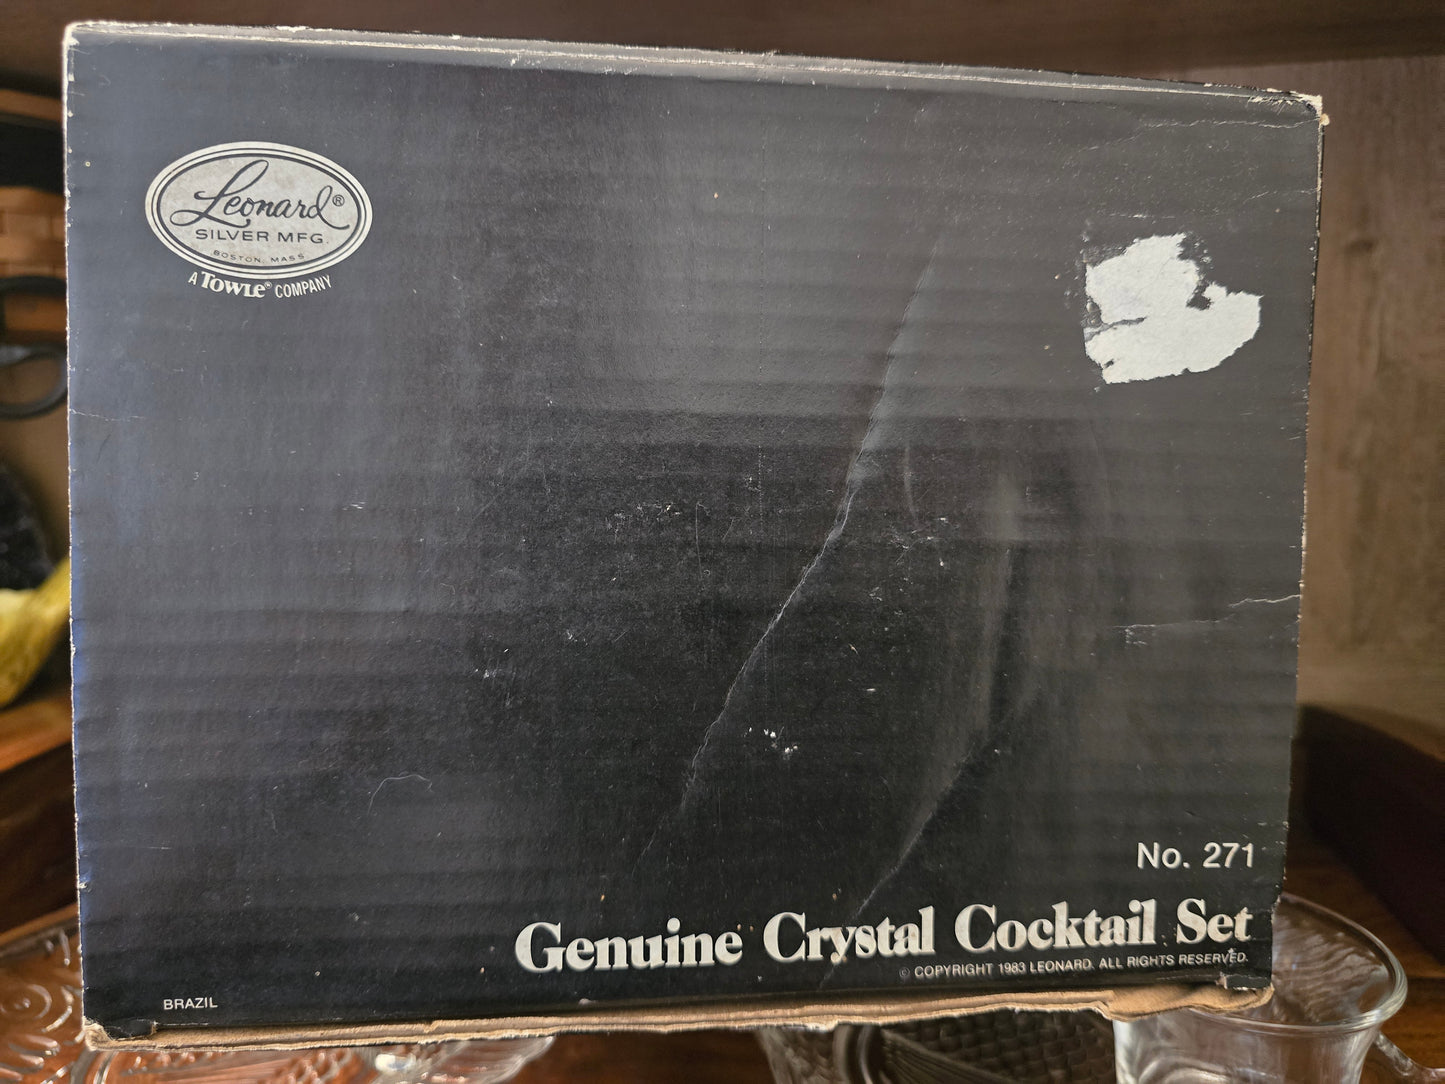 Leonard®
SILVER MFG.
BOSTON, MASS.
A TOWLE® COMPANY
No. 271
Genuine Crystal Cocktail Set
© COPYRIGHT 1983 LEONARD. ALL RIGHTS RESERVED.
BRAZIL